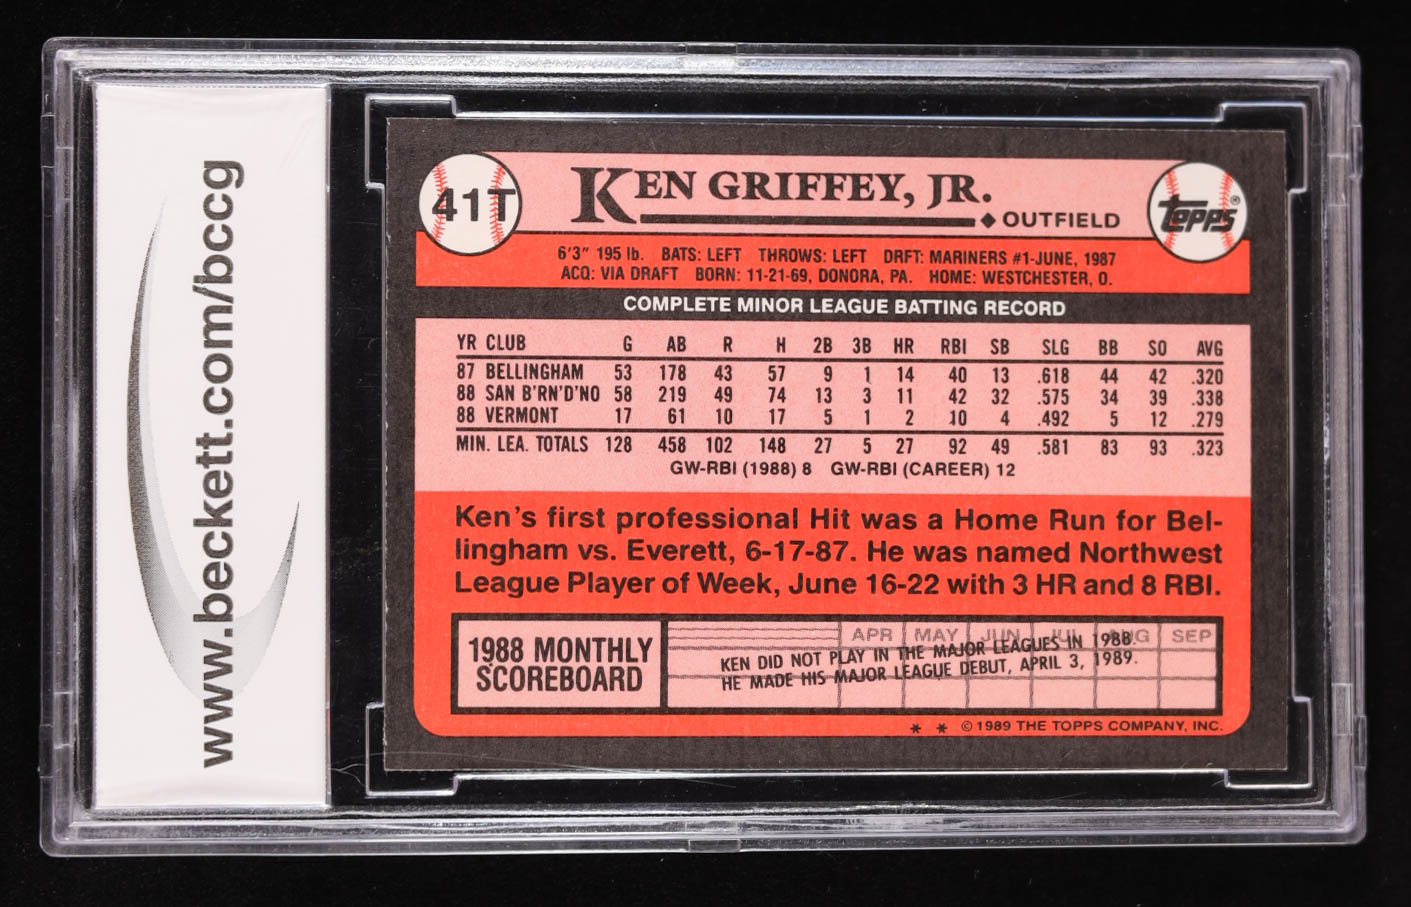 www.beckett.com/bccg
41T
KEN GRIFFEY, JR.
◆ OUTFIELD
TOPPS®
6'3" 195 lb. BATS: LEFT THROWS: LEFT DRFT: MARINERS #1-JUNE, 1987
ACQ: VIA DRAFT BORN: 11-21-69, DONORA, PA. HOME: WESTCHESTER, O.
COMPLETE MINOR LEAGUE BATTING RECORD
YR CLUB G AB R H 2B 3B HR RBI SB SLG BB SO AVG
87 BELLINGHAM 53 178 43 57 9 1 14 40 13 .618 44 42 .320
88 SAN B'RN'D'NO 58 219 49 74 13 3 11 42 32 .575 34 39 .338
88 VERMONT 17 61 10 17 5 1 2 10 4 .492 5 12 .279
MIN. LEA. TOTALS 128 458 102 148 27 5 27 92 49 .581 83 93 .323
GW-RBI (1988) 8 GW-RBI (CAREER) 12
Ken's first professional Hit was a Home Run for Bel-
lingham vs. Everett, 6-17-87. He was named Northwest
League Player of Week, June 16-22 with 3 HR and 8 RBI.
1988 MONTHLY
SCOREBOARD
APR MAY JUN JUL AUG SEP
KEN DID NOT PLAY IN THE MAJOR LEAGUES IN 1988.
HE MADE HIS MAJOR LEAGUE DEBUT, APRIL 3, 1989.
* * © 1989 THE TOPPS COMPANY, INC.